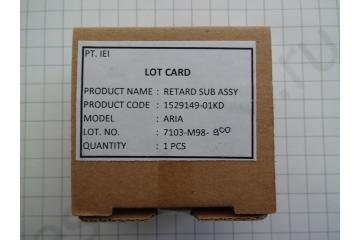 PT. IEI
LOT CARD
PRODUCT NAME : RETARD SUB ASSY
PRODUCT CODE : 1529149-01KD
MODEL : ARIA
LOT. NO. : 7103-M98-900
QUANTITY : 1 PCS